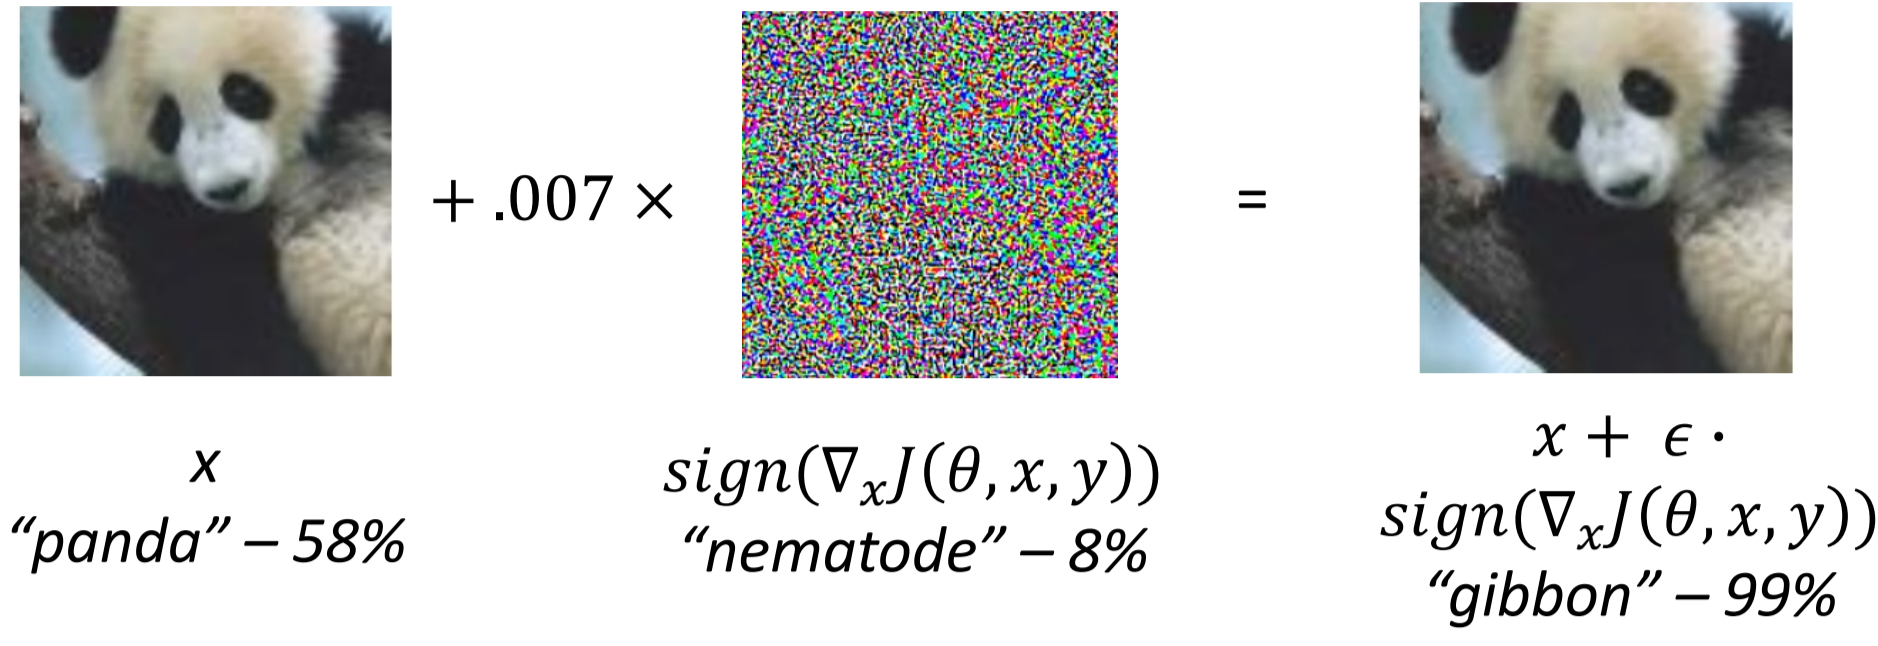 + .007 ×
=
x
“panda” – 58%
sign(∇ₓJ(θ, x, y))
“nematode” – 8%
x + ϵ ·
sign(∇ₓJ(θ, x, y))
“gibbon” – 99%